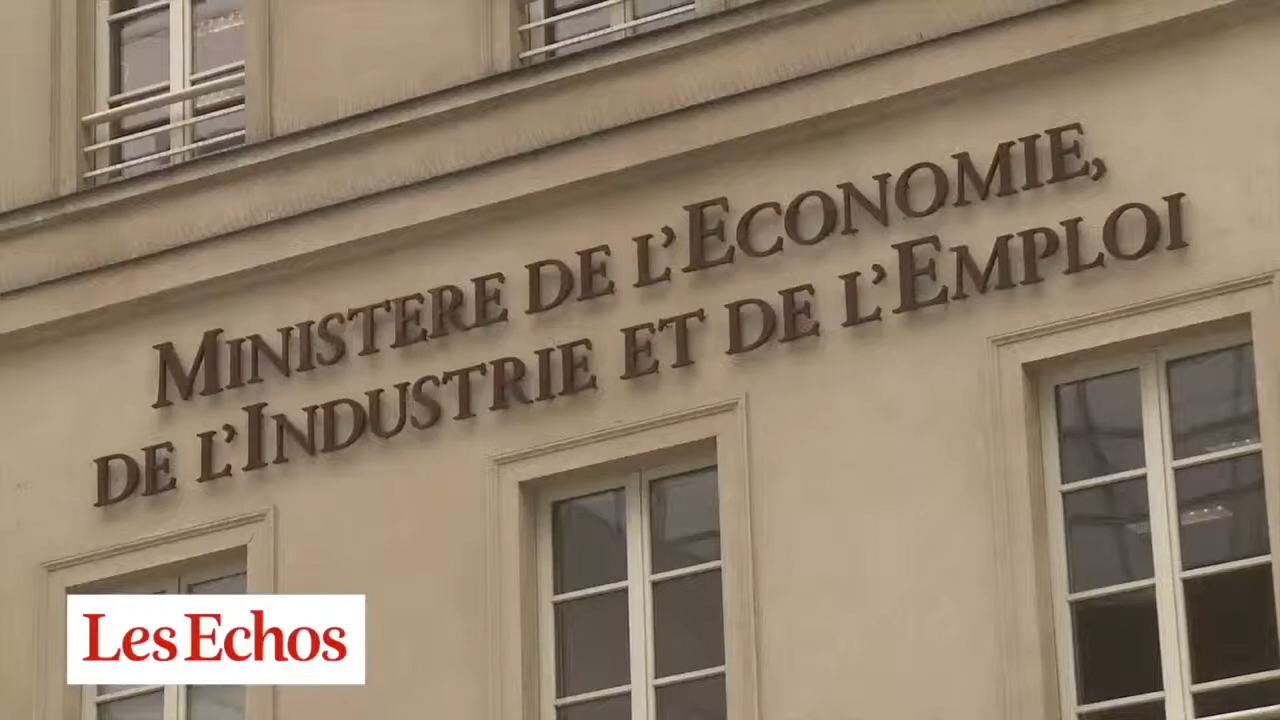 MINISTERE DE L'ECONOMIE,
DE L'INDUSTRIE ET DE L'EMPLOI
Les Echos